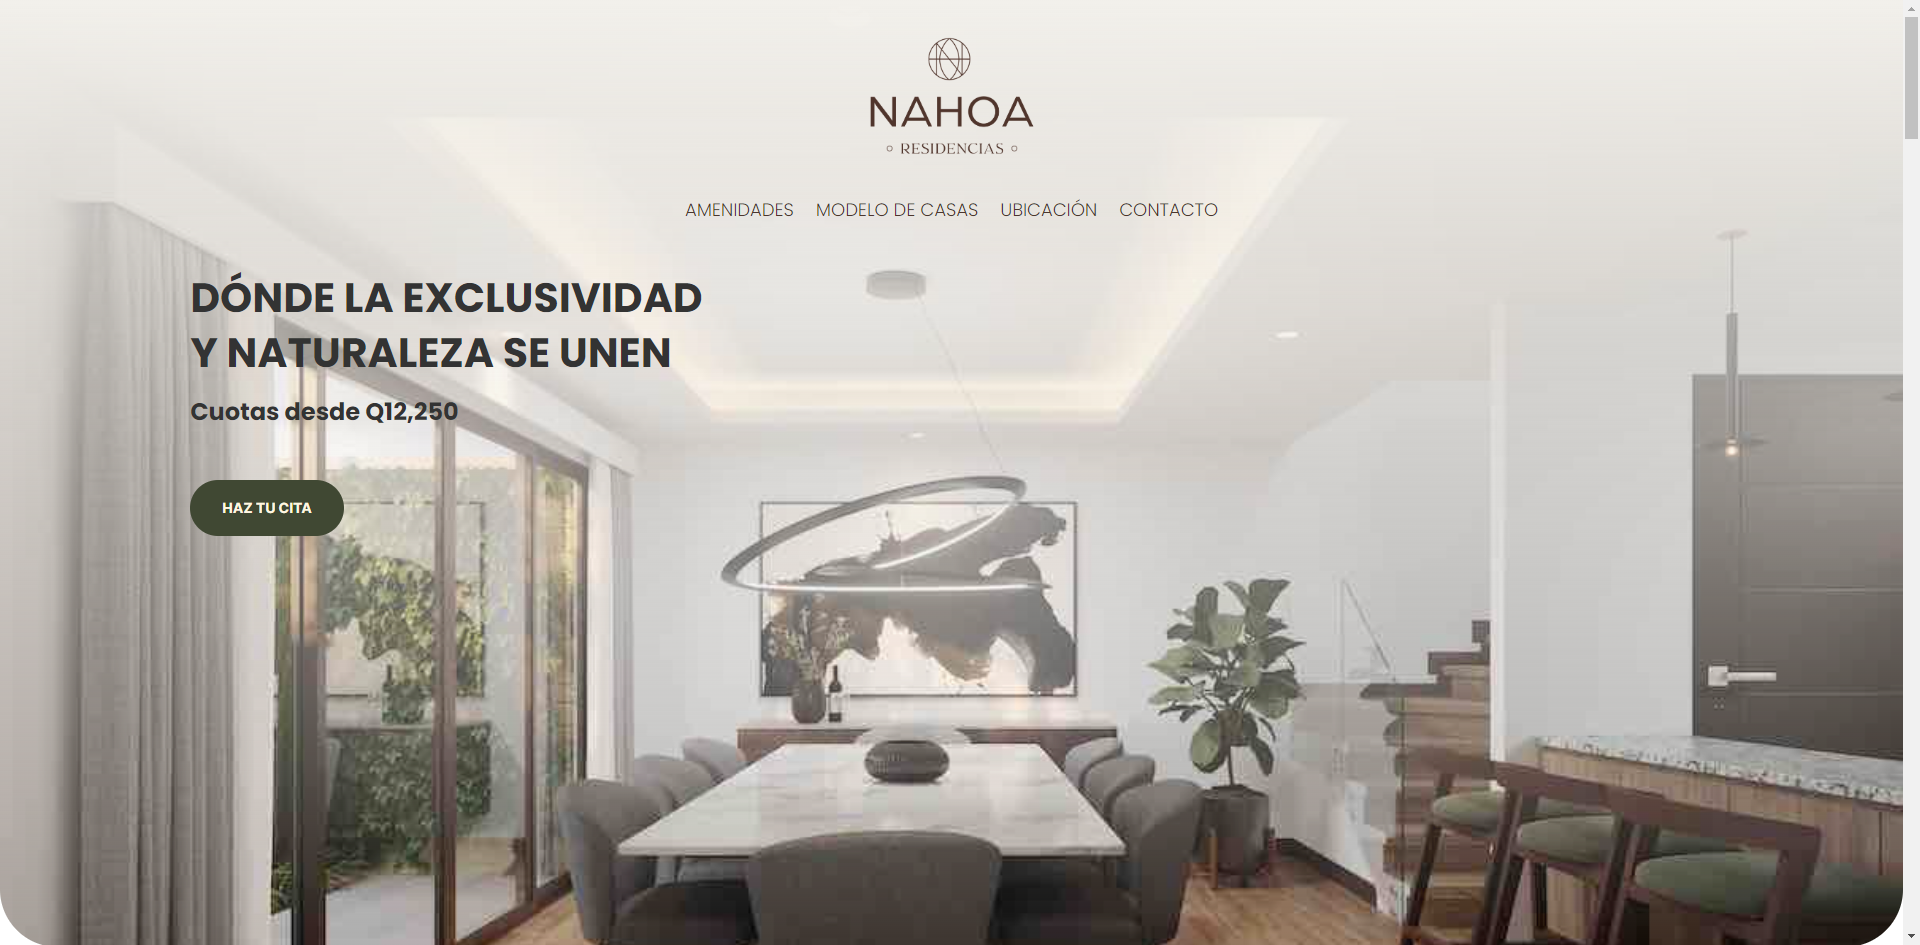 NAHOA
RESIDENCIAS
AMENIDADES MODELO DE CASAS UBICACIÓN CONTACTO
DÓNDE LA EXCLUSIVIDAD
Y NATURALEZA SE UNEN
Cuotas desde Q12,250
HAZ TU CITA